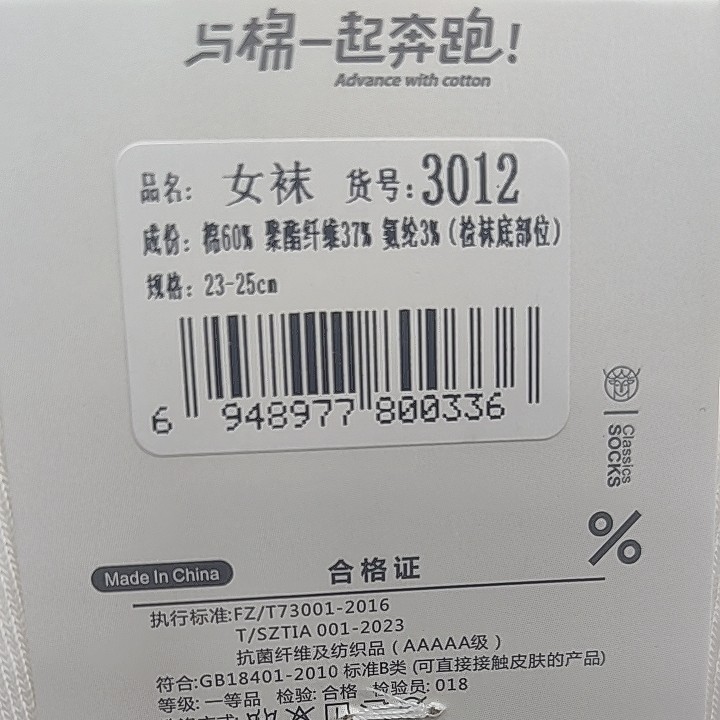 与棉一起奔跑!
Advance with cotton
品名: 女袜 货号:3012
成份: 棉60% 聚酯纤维37% 氨纶3%(检袜底部位)
规格: 23-25cm
6 948977 800336
Classics
SOCKS
%
Made In China
合格证
执行标准:FZ/T73001-2016
T/SZTIA 001-2023
抗菌纤维及纺织品(AAAAA级)
符合:GB18401-2010 标准B类 (可直接接触皮肤的产品)
等级: 一等品 检验: 合格 检验员: 018